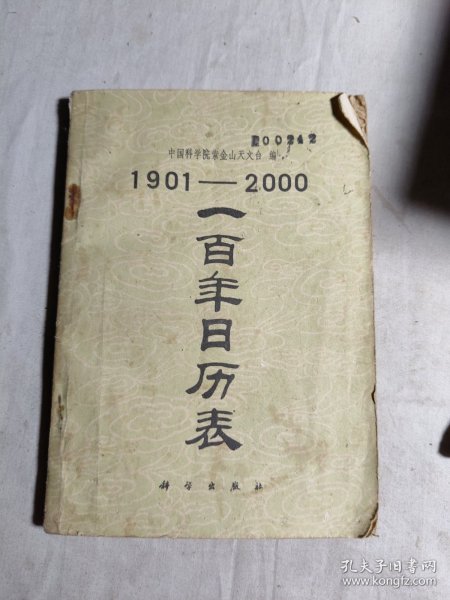 E00242
中国科学院紫金山天文台 编
1901—2000
一百年日历表
科学出版社
孔夫子旧书网
www.kongfz.com